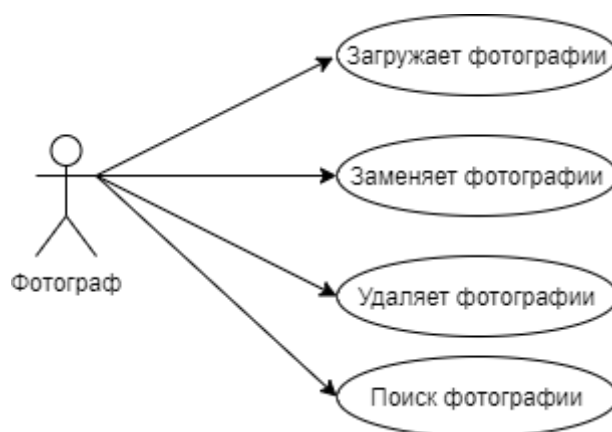 Загружает фотографии
Заменяет фотографии
Фотограф
Удаляет фотографии
Поиск фотографии